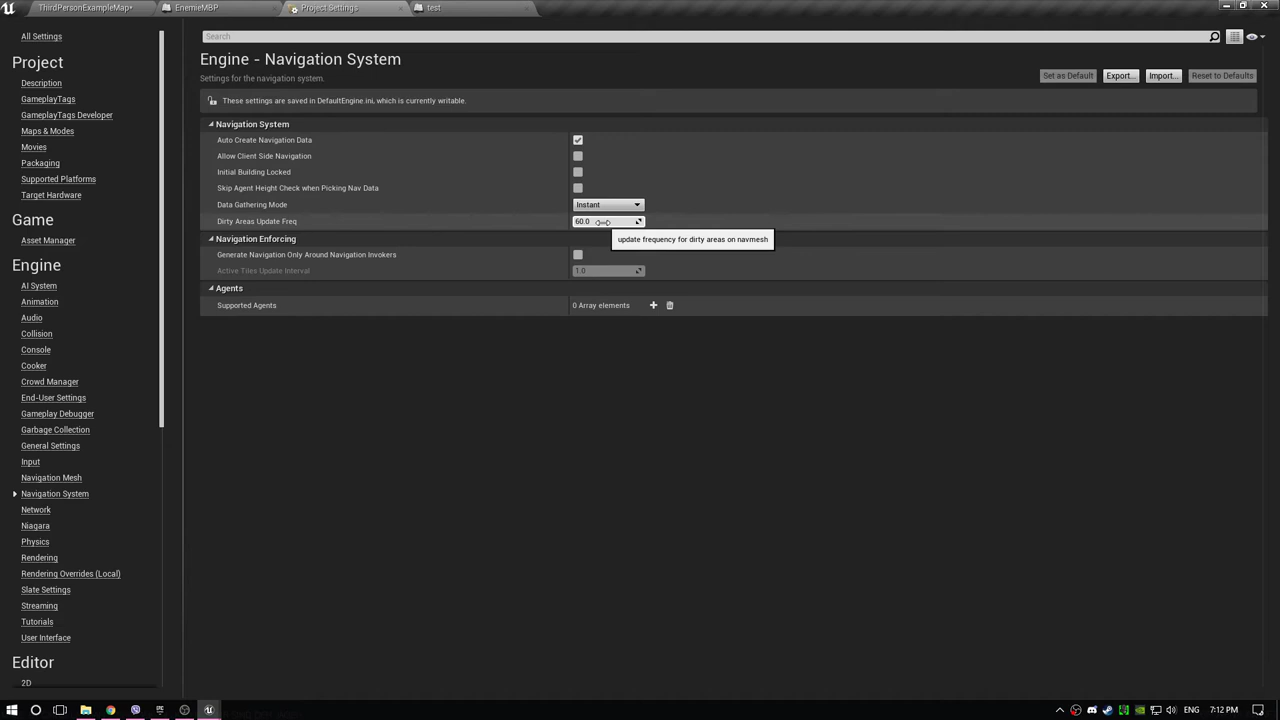 ThirdPersonExampleMap*
EnemieMBP
Project Settings
test
All Settings
Project
Description
GameplayTags
GameplayTags Developer
Maps & Modes
Movies
Packaging
Supported Platforms
Target Hardware
Game
Asset Manager
Engine
AI System
Animation
Audio
Collision
Console
Cooker
Crowd Manager
End-User Settings
Gameplay Debugger
Garbage Collection
General Settings
Input
Navigation Mesh
Navigation System
Network
Niagara
Physics
Rendering
Rendering Overrides (Local)
Slate Settings
Streaming
Tutorials
User Interface
Editor
2D
Search
Engine - Navigation System
Settings for the navigation system.
Set as Default
Export...
Import...
Reset to Defaults
These settings are saved in DefaultEngine.ini, which is currently writable.
Navigation System
Auto Create Navigation Data
Allow Client Side Navigation
Initial Building Locked
Skip Agent Height Check when Picking Nav Data
Data Gathering Mode Instant
Dirty Areas Update Freq 60.0
update frequency for dirty areas on navmesh
Navigation Enforcing
Generate Navigation Only Around Navigation Invokers
Active Tiles Update Interval 1.0
Agents
Supported Agents 0 Array elements
ENG 7:12 PM